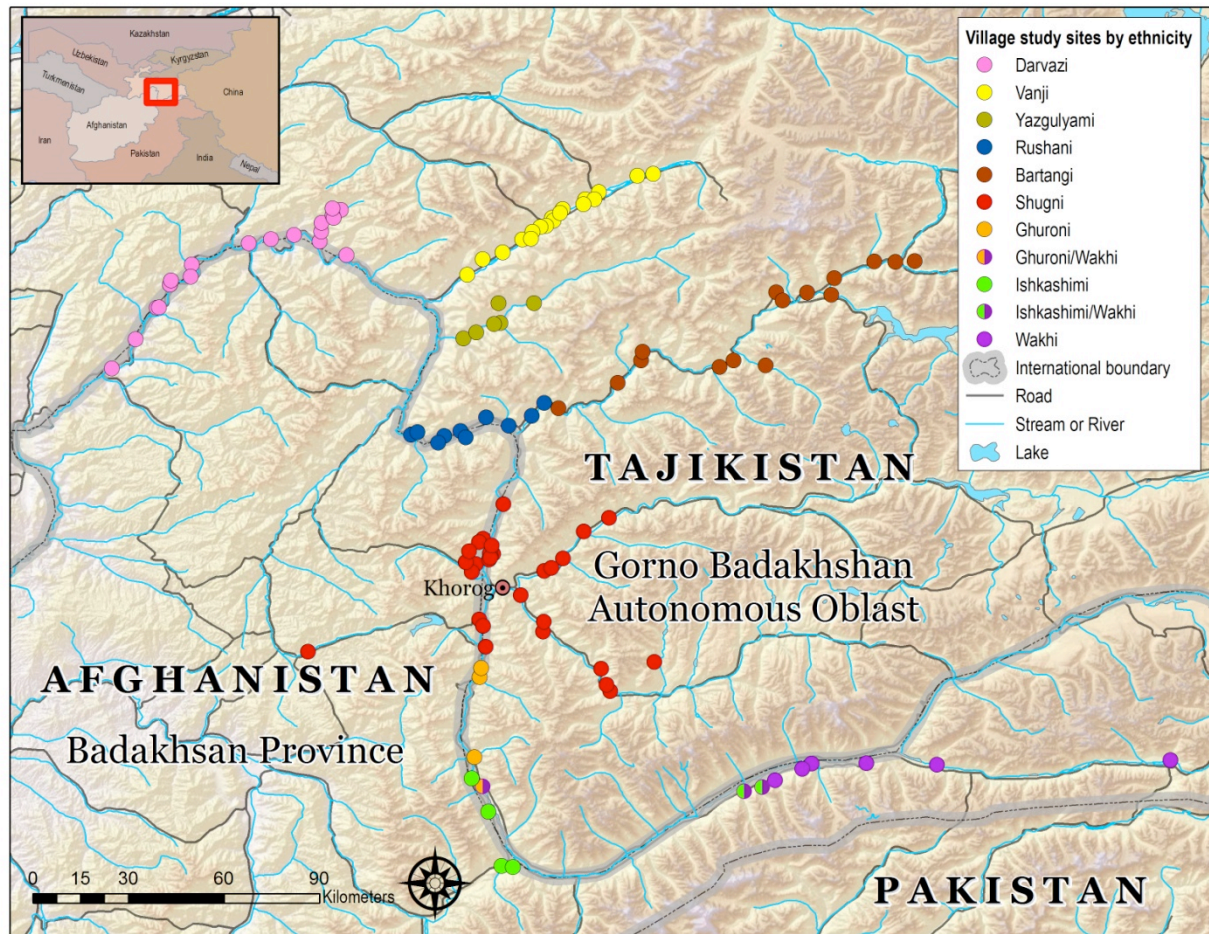 Kazakhstan
Uzbekistan
Kyrgyzstan
Turkmenistan
China
Afghanistan
Iran
Pakistan
India
Nepal
Village study sites by ethnicity
Darvazi
Vanji
Yazgulyami
Rushani
Bartangi
Shugni
Ghuroni
Ghuroni/Wakhi
Ishkashimi
Ishkashimi/Wakhi
Wakhi
International boundary
Road
Stream or River
Lake
TAJIKISTAN
Gorno Badakhshan
Autonomous Oblast
Khorog
AFGHANISTAN
Badakhsan Province
PAKISTAN
0 15 30 60 90
Kilometers